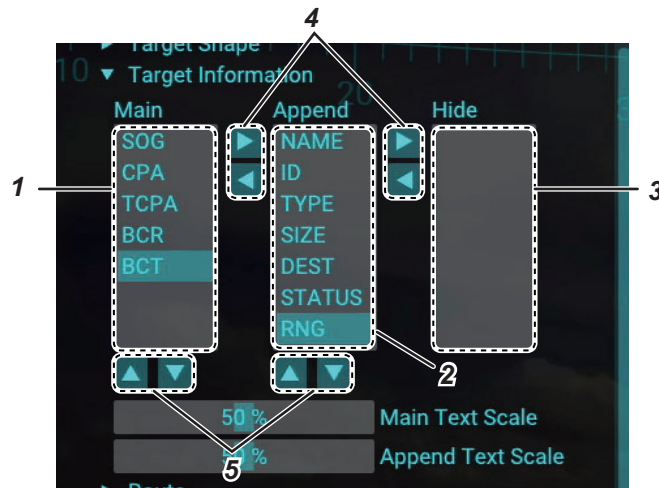 4
Target Shape
10 Target Information
20
Main Append Hide
SOG NAME
CPA ID
TCPA TYPE
BCR SIZE
BCT DEST
STATUS
RNG
1
3
2
50 % Main Text Scale
% Append Text Scale
5
Route